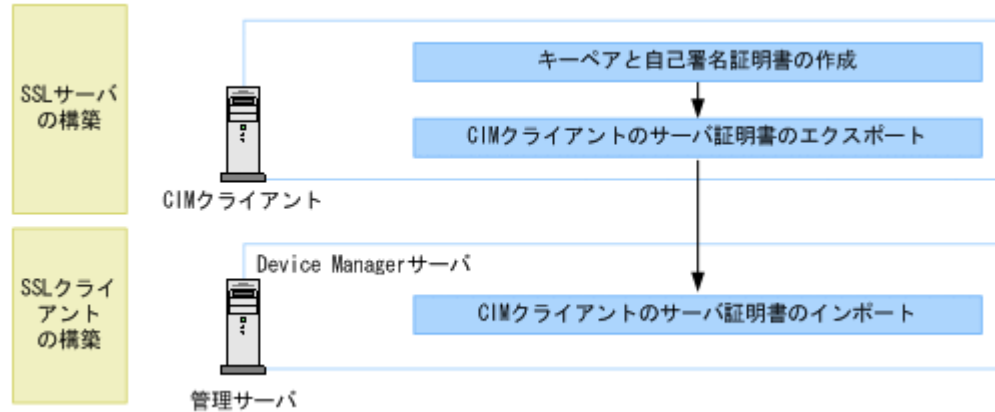 SSLサーバ
の構築
キーペアと自己署名証明書の作成
CIMクライアントのサーバ証明書のエクスポート
CIMクライアント
SSLクライ
アント
の構築
Device Managerサーバ
CIMクライアントのサーバ証明書のインポート
管理サーバ